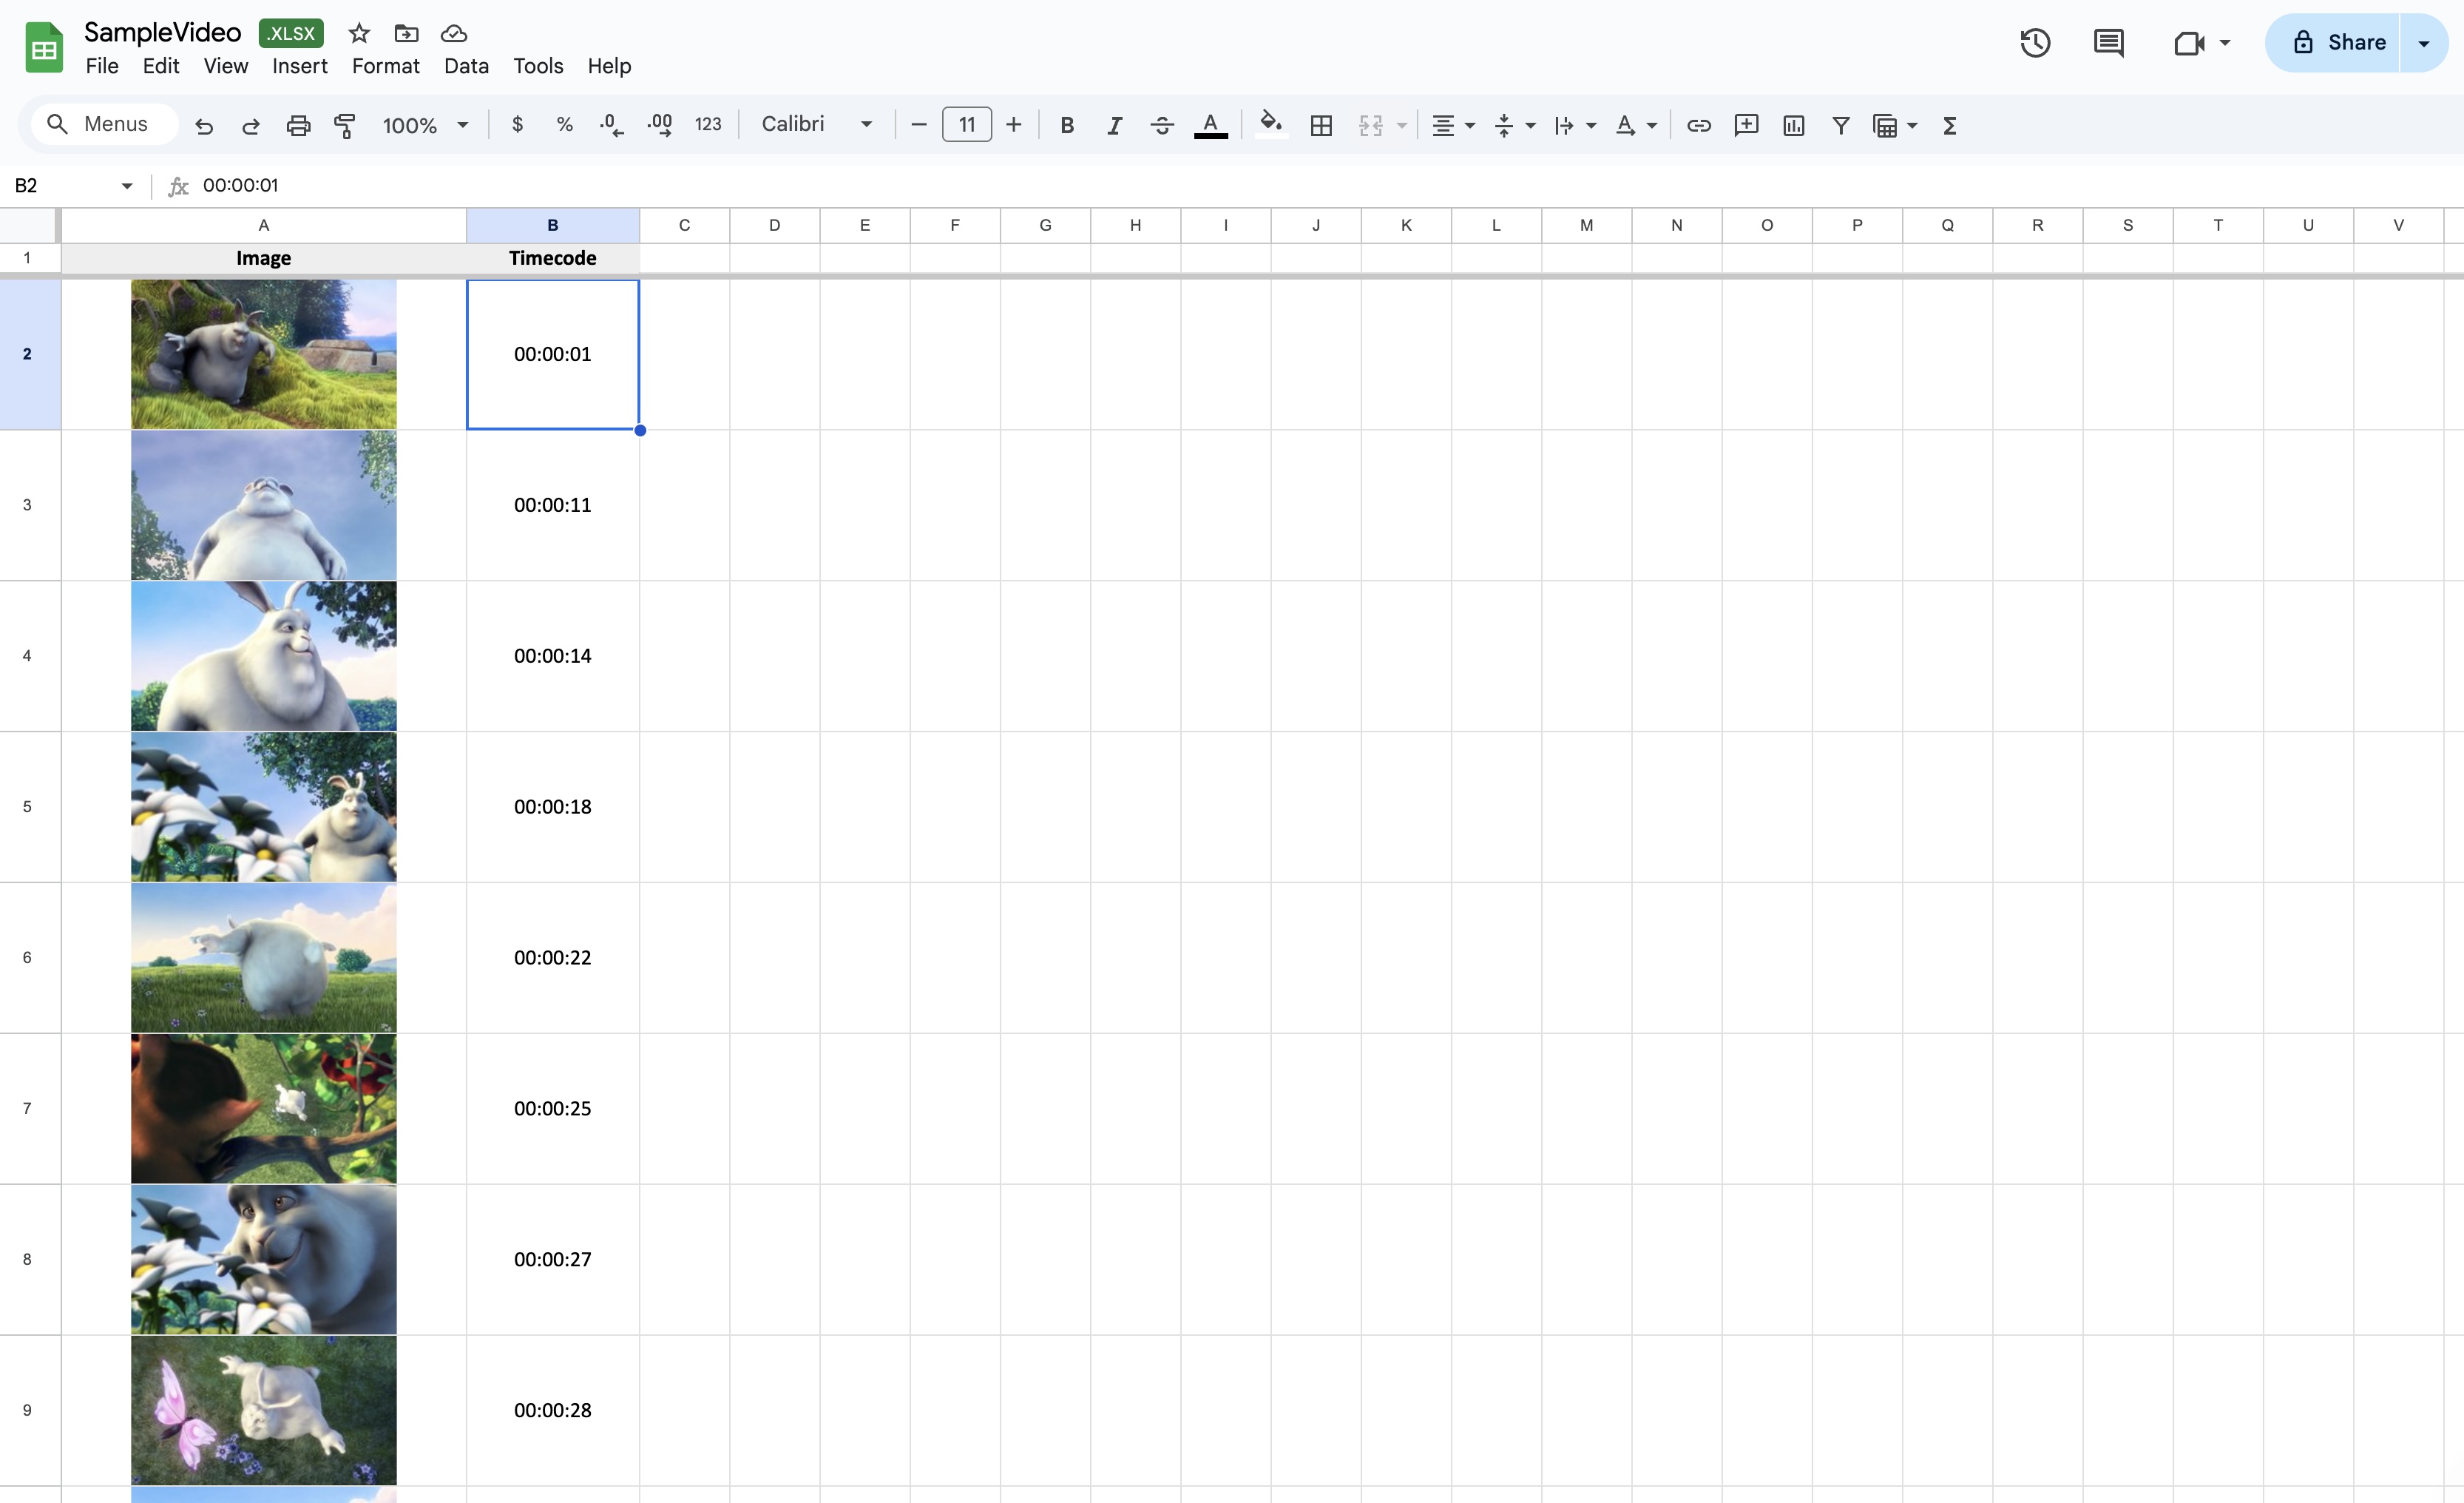 SampleVideo .XLSX
File Edit View Insert Format Data Tools Help
Share
Menus 100% $ % .0 .00 123 Calibri 11 B I A A Σ
B2 fx 00:00:01
A B C D E F G H I J K L M N O P Q R S T U V
1 Image Timecode
2 00:00:01
3 00:00:11
4 00:00:14
5 00:00:18
6 00:00:22
7 00:00:25
8 00:00:27
9 00:00:28